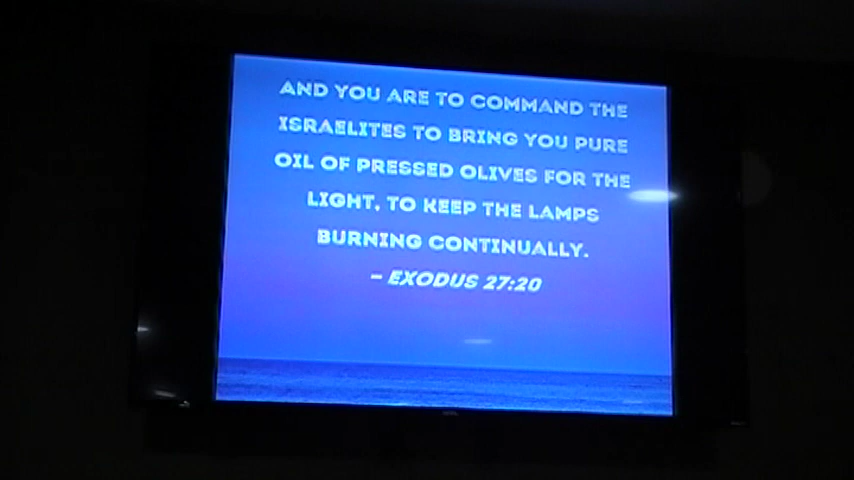 AND YOU ARE TO COMMAND THE
ISRAELITES TO BRING YOU PURE
OIL OF PRESSED OLIVES FOR THE
LIGHT, TO KEEP THE LAMPS
BURNING CONTINUALLY.
– EXODUS 27:20